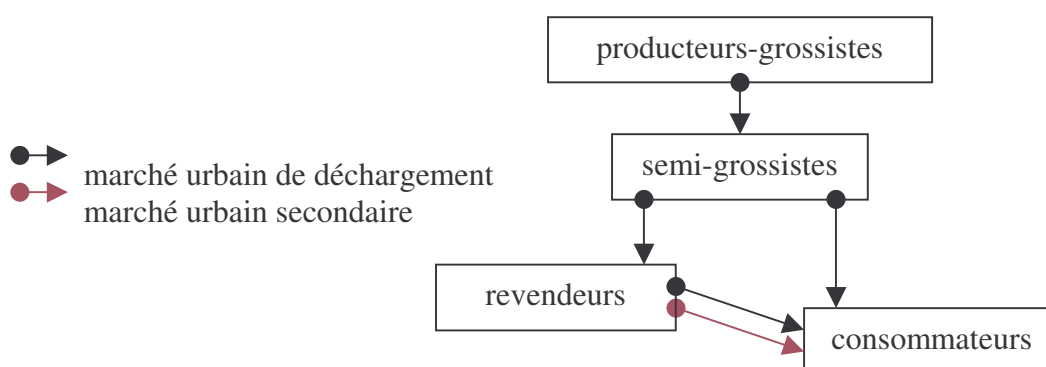 producteurs-grossistes
semi-grossistes
marché urbain de déchargement
marché urbain secondaire
revendeurs
consommateurs